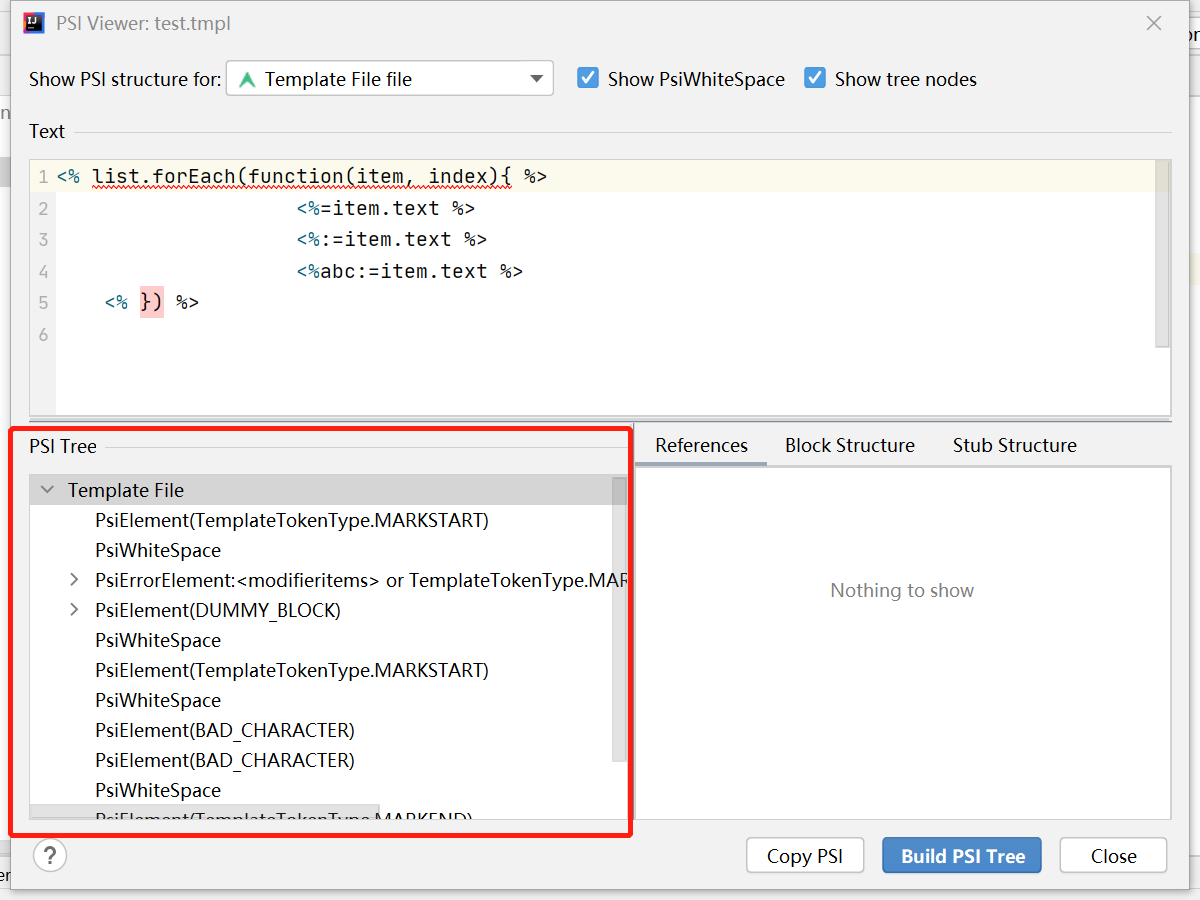 PSI Viewer: test.tmpl
Show PSI structure for: Template File file Show PsiWhiteSpace Show tree nodes
Text
1 <% list.forEach(function(item, index){ %>
2 <%=item.text %>
3 <%:=item.text %>
4 <%abc:=item.text %>
5 <% }) %>
6
PSI Tree
References Block Structure Stub Structure
Template File
PsiElement(TemplateTokenType.MARKSTART)
PsiWhiteSpace
PsiErrorElement:<modifieritems> or TemplateTokenType.MAR
PsiElement(DUMMY_BLOCK)
PsiWhiteSpace
PsiElement(TemplateTokenType.MARKSTART)
PsiWhiteSpace
PsiElement(BAD_CHARACTER)
PsiElement(BAD_CHARACTER)
PsiWhiteSpace
PsiElement(TemplateTokenType.MARKEND)
Nothing to show
? Copy PSI Build PSI Tree Close